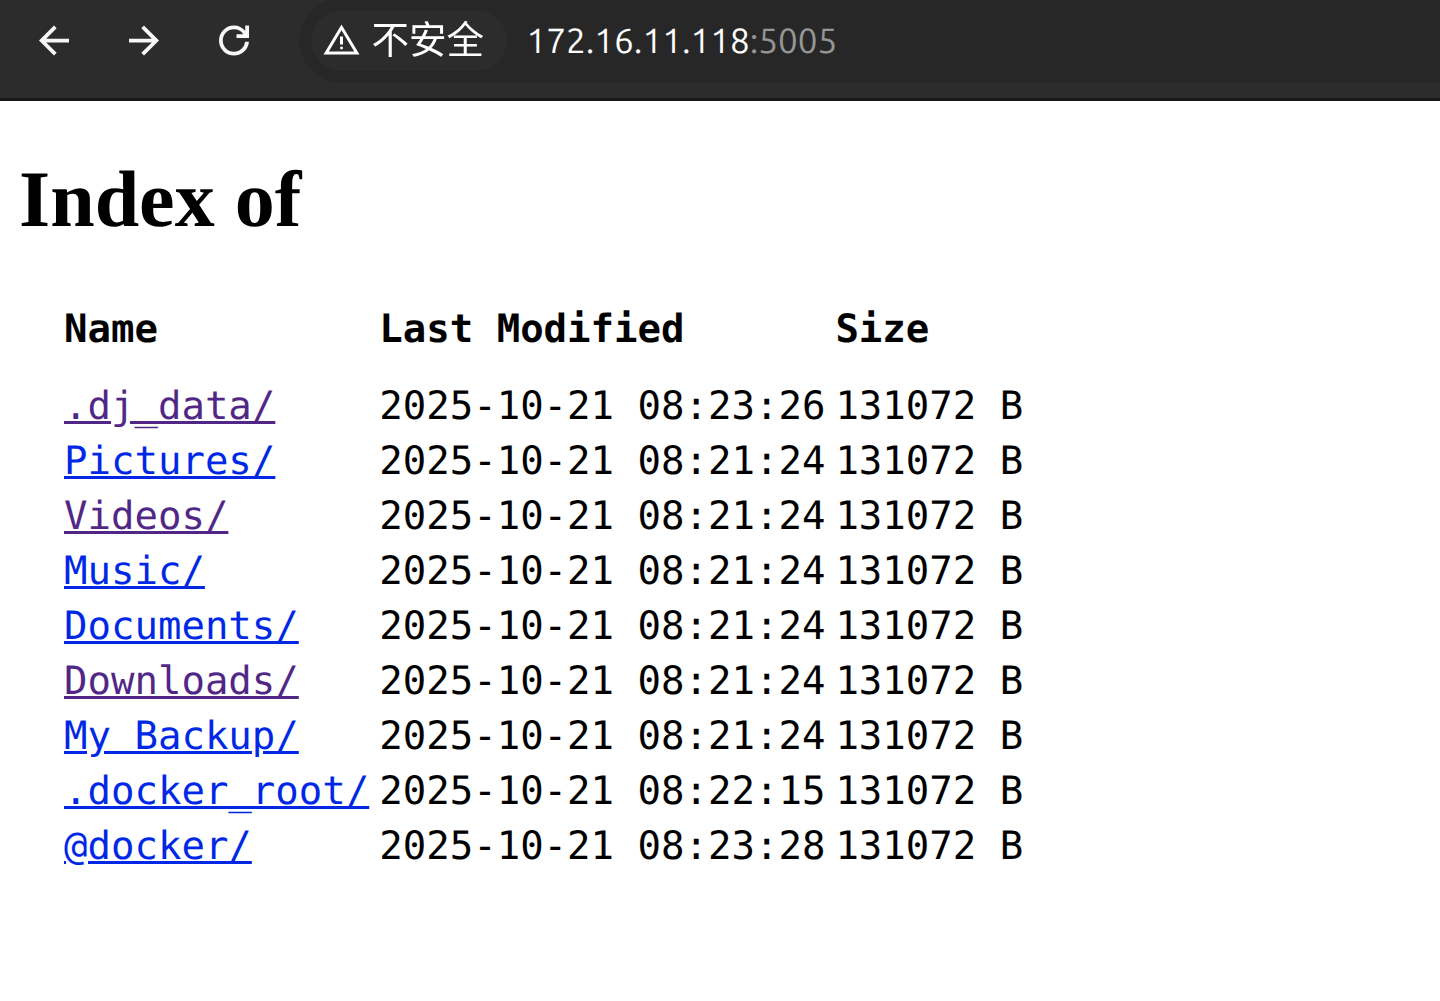 不安全 172.16.11.118:5005
Index of
Name Last Modified Size
.dj_data/ 2025-10-21 08:23:26 131072 B
Pictures/ 2025-10-21 08:21:24 131072 B
Videos/ 2025-10-21 08:21:24 131072 B
Music/ 2025-10-21 08:21:24 131072 B
Documents/ 2025-10-21 08:21:24 131072 B
Downloads/ 2025-10-21 08:21:24 131072 B
My Backup/ 2025-10-21 08:21:24 131072 B
.docker_root/ 2025-10-21 08:22:15 131072 B
@docker/ 2025-10-21 08:23:28 131072 B